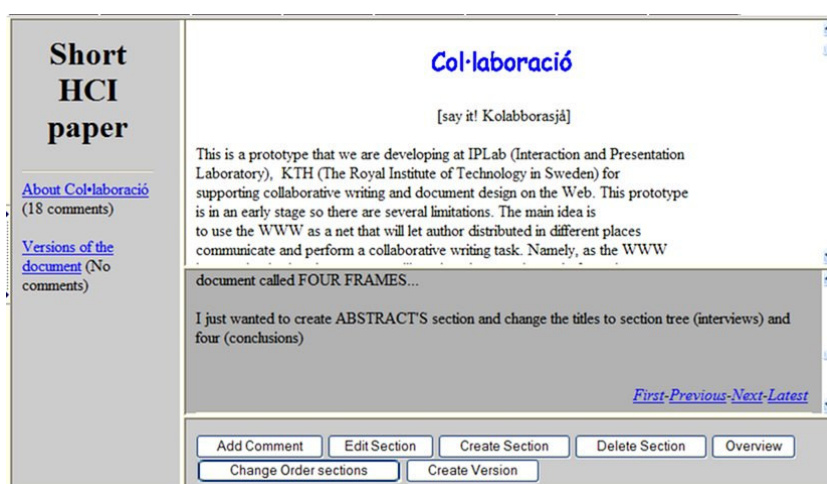 Short
HCI
paper
About Col•laboració
(18 comments)
Versions of the
document (No
comments)
Col·laboració
[say it! Kolabborasjå]
This is a prototype that we are developing at IPLab (Interaction and Presentation
Laboratory), KTH (The Royal Institute of Technology in Sweden) for
supporting collaborative writing and document design on the Web. This prototype
is in an early stage so there are several limitations. The main idea is
to use the WWW as a net that will let author distributed in different places
communicate and perform a collaborative writing task. Namely, as the WWW
document called FOUR FRAMES...
I just wanted to create ABSTRACT'S section and change the titles to section tree (interviews) and
four (conclusions)
First-Previous-Next-Latest
Add Comment Edit Section Create Section Delete Section Overview
Change Order sections Create Version